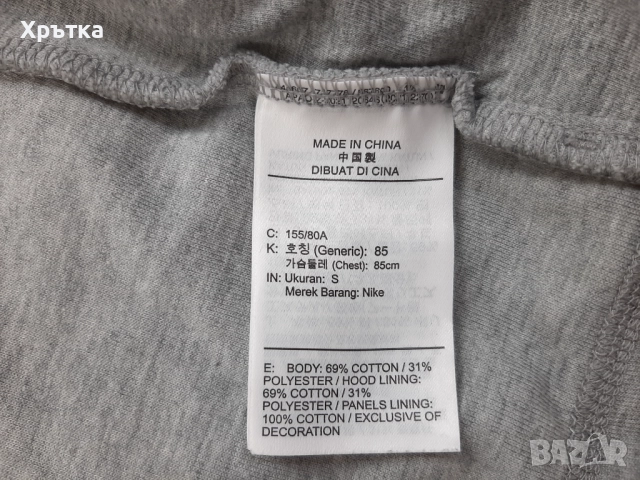 Хрътка
MADE IN CHINA
中国製
DIBUAT DI CINA
C: 155/80A
K: 호칭 (Generic): 85
가슴둘레 (Chest): 85cm
IN: Ukuran: S
Merek Barang: Nike
E: BODY: 69% COTTON / 31%
POLYESTER / HOOD LINING:
69% COTTON / 31%
POLYESTER / PANELS LINING:
100% COTTON / EXCLUSIVE OF
DECORATION
BAZAR